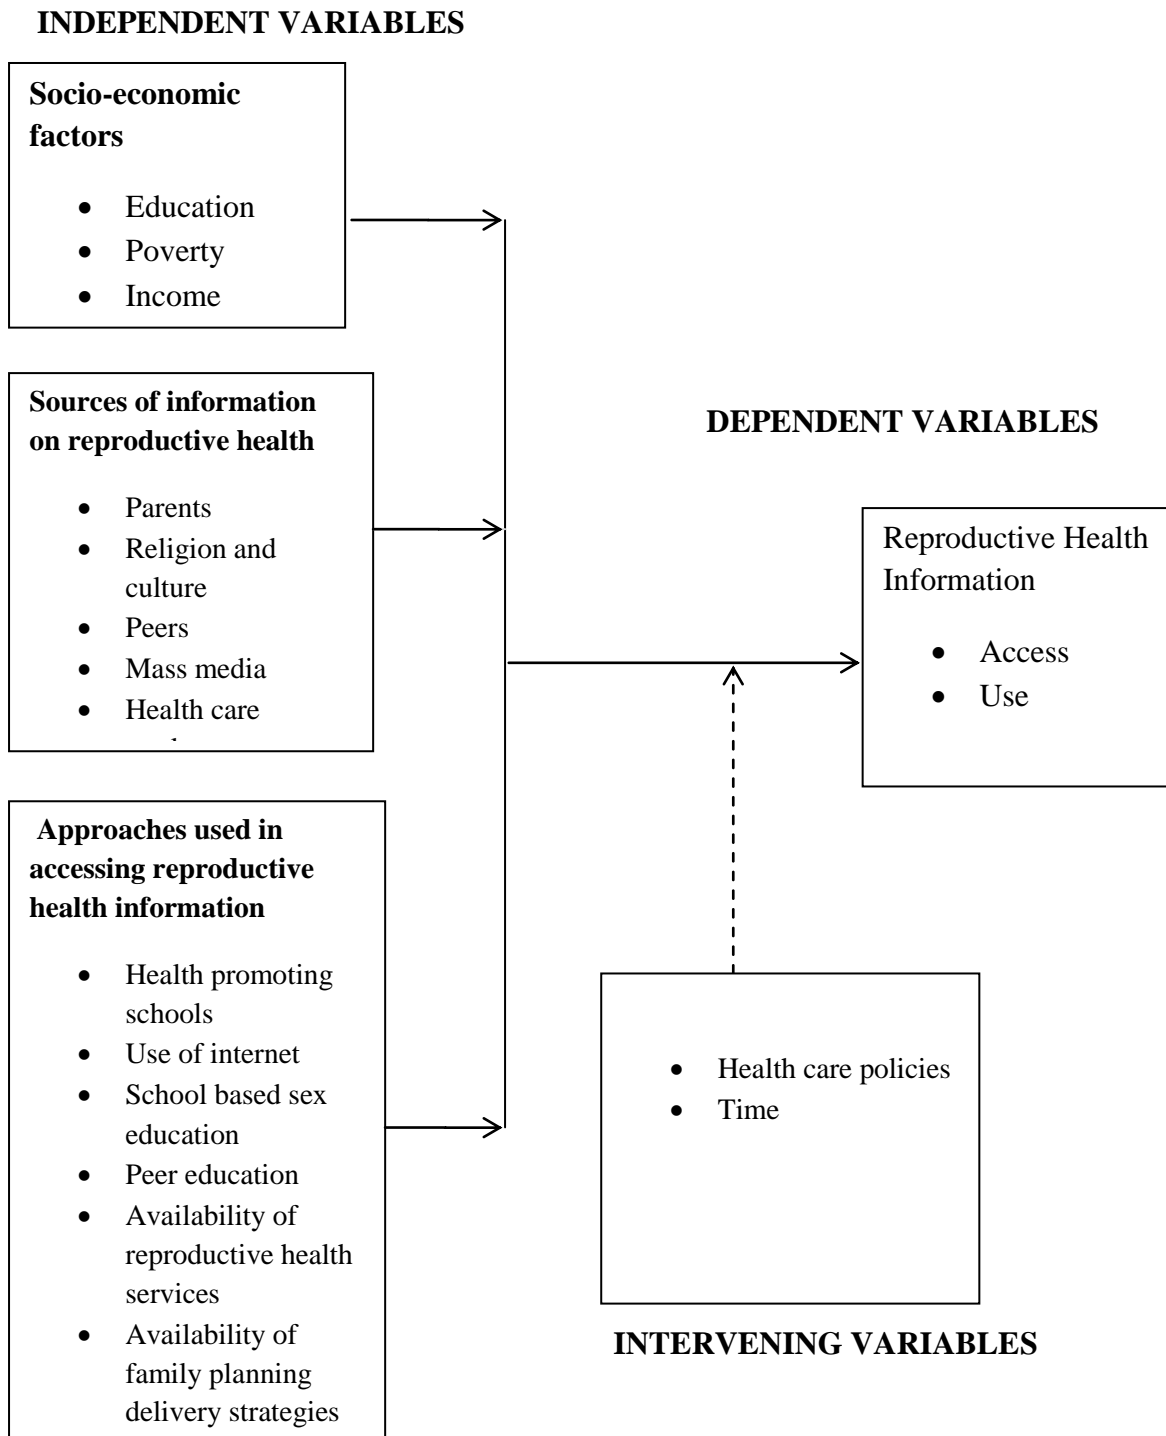 INDEPENDENT VARIABLES
Socio-economic
factors
• Education
• Poverty
• Income
Sources of information
on reproductive health
• Parents
• Religion and
culture
• Peers
• Mass media
• Health care
DEPENDENT VARIABLES
Reproductive Health
Information
• Access
• Use
Approaches used in
accessing reproductive
health information
• Health promoting
schools
• Use of internet
• School based sex
education
• Peer education
• Availability of
reproductive health
services
• Availability of
family planning
delivery strategies
• Health care policies
• Time
INTERVENING VARIABLES